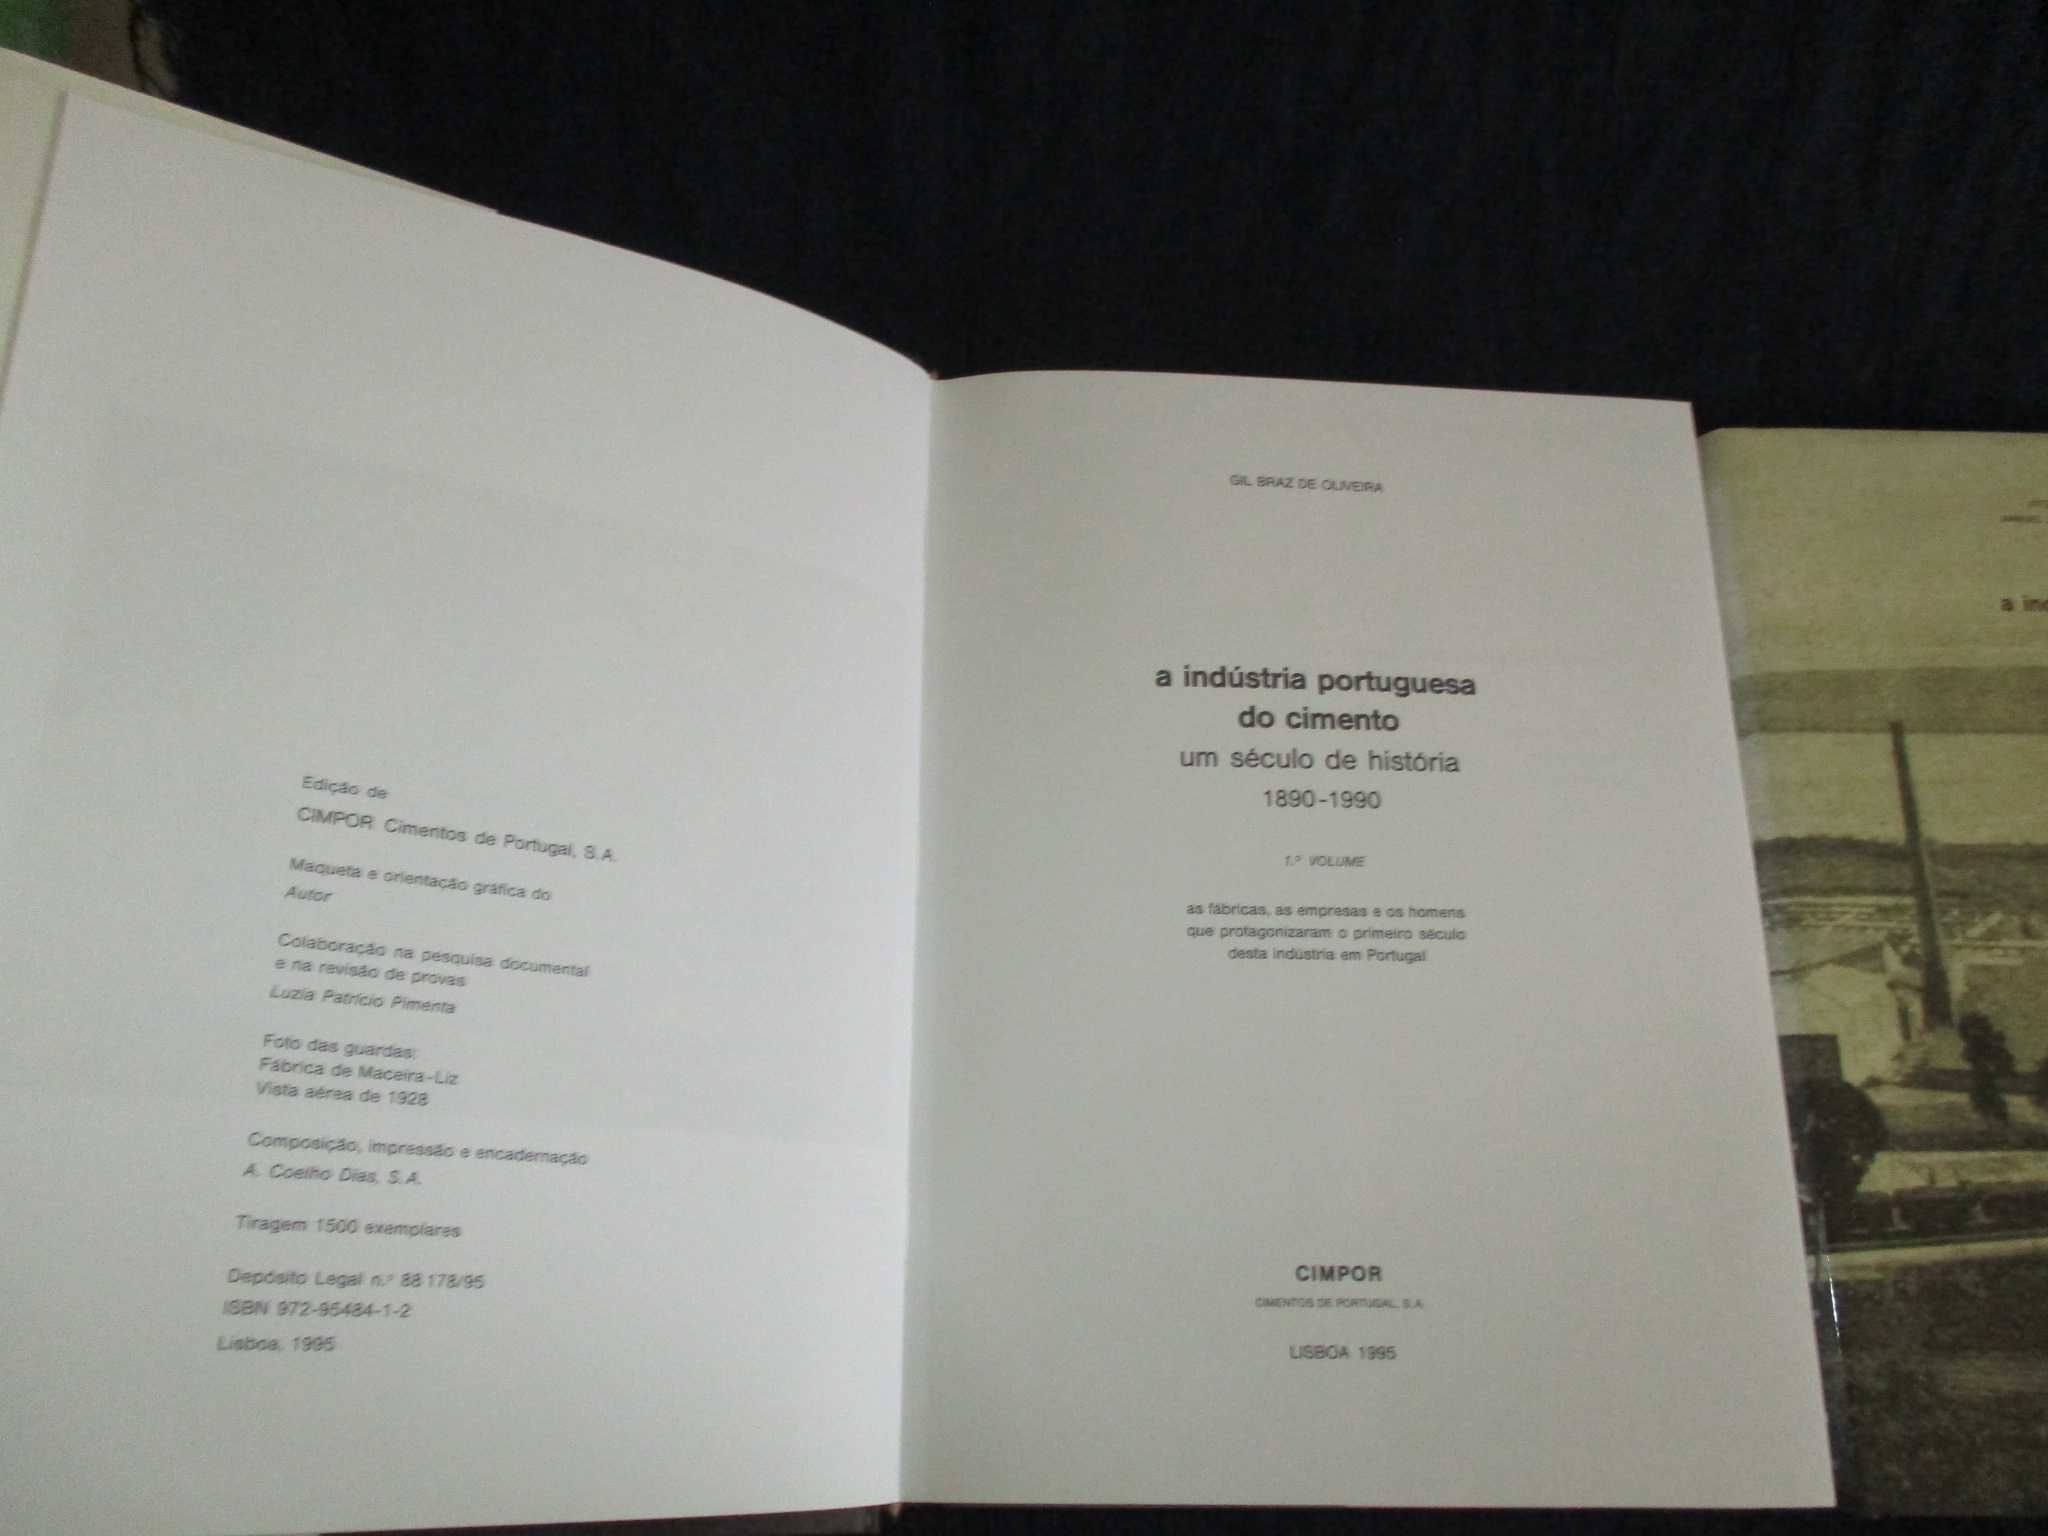 Edição de
CIMPOR Cimentos de Portugal, S.A.
Maqueta e orientação gráfica do
Autor
Colaboração na pesquisa documental
e na revisão de provas
Luzia Patrício Pimenta
Foto das guardas:
Fábrica de Maceira-Liz
Vista aérea de 1928
Composição, impressão e encadernação
A. Coelho Dias, S.A.
Tiragem 1500 exemplares
Depósito Legal n.º 88178/95
ISBN 972-95484-1-2
Lisboa, 1995
GIL BRAZ DE OLIVEIRA
a indústria portuguesa
do cimento
um século de história
1890-1990
1.º VOLUME
as fábricas, as empresas e os homens
que protagonizaram o primeiro século
desta indústria em Portugal
CIMPOR
CIMENTOS DE PORTUGAL, S.A.
LISBOA 1995
a in